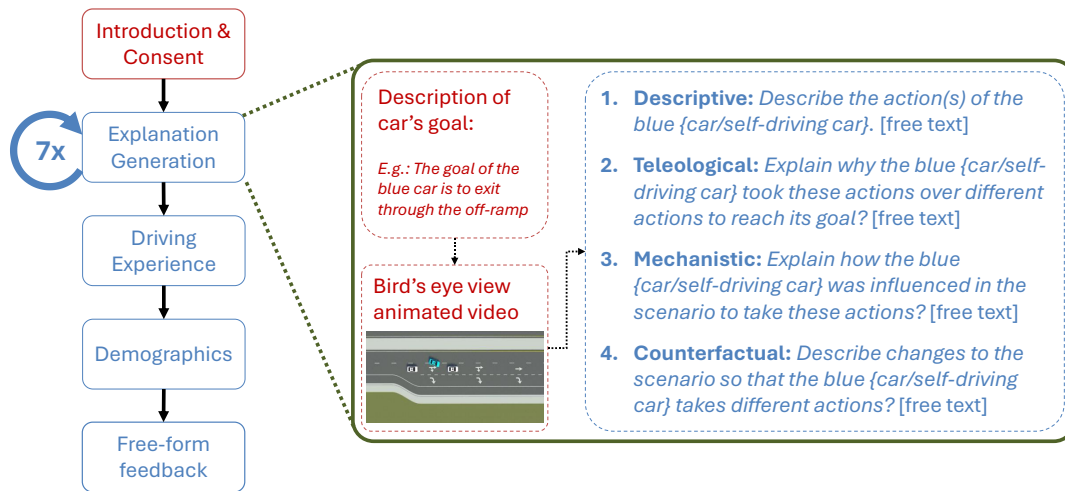 Introduction &
Consent
7x
Explanation
Generation
Driving
Experience
Demographics
Free-form
feedback
Description of
car's goal:
E.g.: The goal of the
blue car is to exit
through the off-ramp
Bird's eye view
animated video
1. Descriptive: Describe the action(s) of the
blue {car/self-driving car}. [free text]
2. Teleological: Explain why the blue {car/self-
driving car} took these actions over different
actions to reach its goal? [free text]
3. Mechanistic: Explain how the blue
{car/self-driving car} was influenced in the
scenario to take these actions? [free text]
4. Counterfactual: Describe changes to the
scenario so that the blue {car/self-driving
car} takes different actions? [free text]